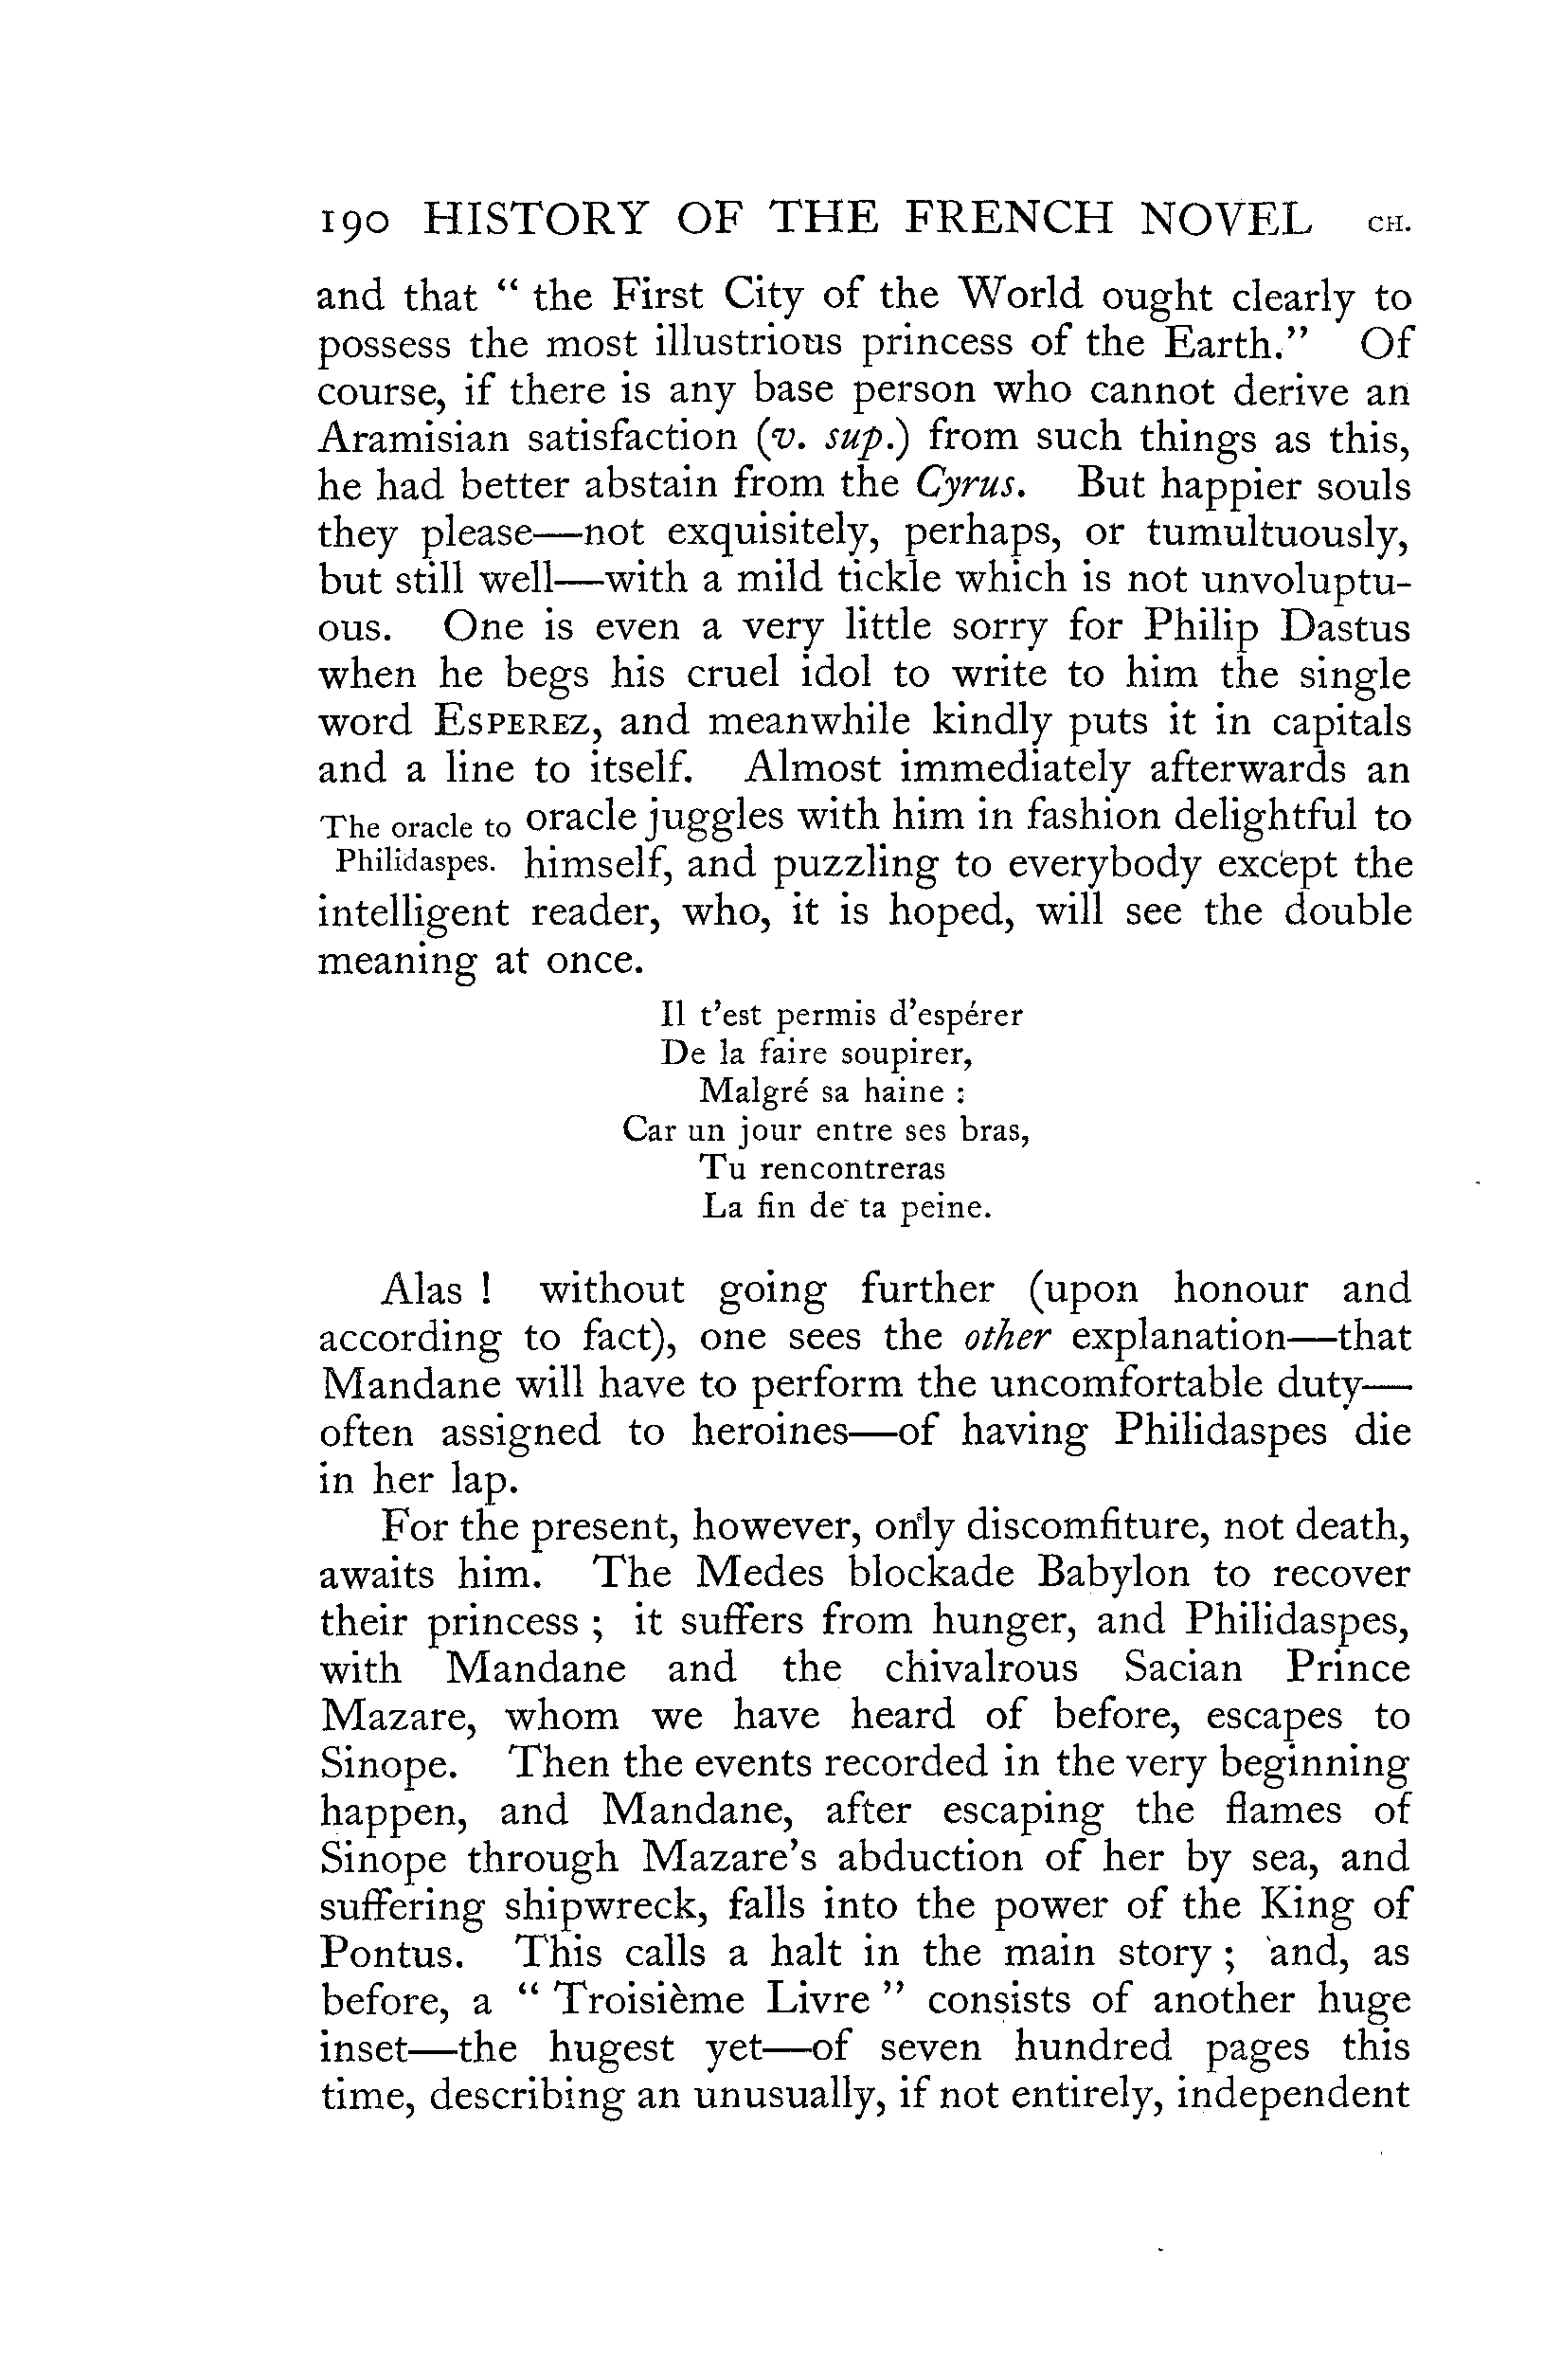 190 HISTORY OF THE FRENCH NOVEL CH.
and that “ the First City of the World ought clearly to
possess the most illustrious princess of the Earth.” Of
course, if there is any base person who cannot derive an
Aramisian satisfaction (v. sup.) from such things as this,
he had better abstain from the Cyrus. But happier souls
they please—not exquisitely, perhaps, or tumultuously,
but still well—with a mild tickle which is not unvoluptu-
ous. One is even a very little sorry for Philip Dastus
when he begs his cruel idol to write to him the single
word ESPEREZ, and meanwhile kindly puts it in capitals
and a line to itself. Almost immediately afterwards an
The oracle to oracle juggles with him in fashion delightful to
Philidaspes. himself, and puzzling to everybody except the
intelligent reader, who, it is hoped, will see the double
meaning at once.
Il t’est permis d’espérer
De la faire soupirer,
Malgré sa haine :
Car un jour entre ses bras,
Tu rencontreras
La fin de ta peine.
Alas ! without going further (upon honour and
according to fact), one sees the other explanation—that
Mandane will have to perform the uncomfortable duty—
often assigned to heroines—of having Philidaspes die
in her lap.
For the present, however, only discomfiture, not death,
awaits him. The Medes blockade Babylon to recover
their princess ; it suffers from hunger, and Philidaspes,
with Mandane and the chivalrous Sacian Prince
Mazare, whom we have heard of before, escapes to
Sinope. Then the events recorded in the very beginning
happen, and Mandane, after escaping the flames of
Sinope through Mazare’s abduction of her by sea, and
suffering shipwreck, falls into the power of the King of
Pontus. This calls a halt in the main story ; and, as
before, a “ Troisième Livre ” consists of another huge
inset—the hugest yet—of seven hundred pages this
time, describing an unusually, if not entirely, independent